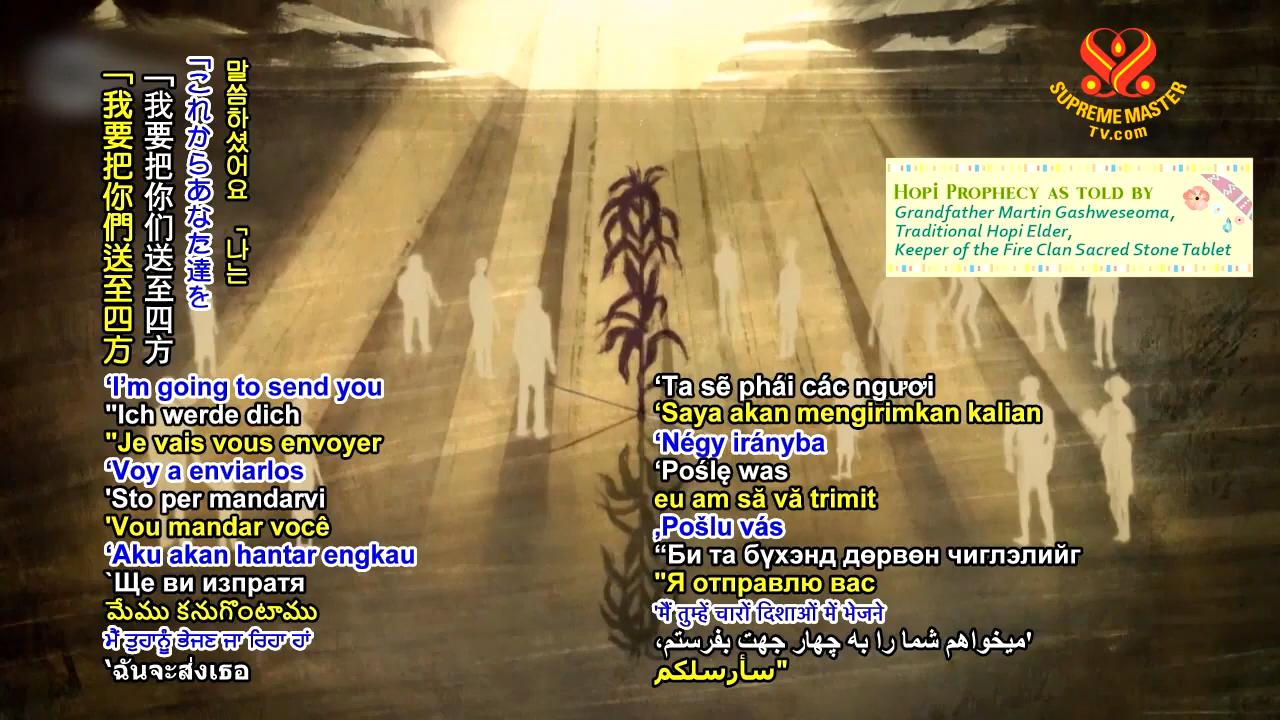 말씀하셨어요 「나는
「これからあなた達を
「我要把你们送至四方
「我要把你們送至四方
SUPREME MASTER
TV.com
HOPI PROPHECY AS TOLD BY
Grandfather Martin Gashweseoma,
Traditional Hopi Elder,
Keeper of the Fire Clan Sacred Stone Tablet
‘I’m going to send you
"Ich werde dich
"Je vais vous envoyer
‘Voy a enviarlos
'Sto per mandarvi
'Vou mandar você
‘Aku akan hantar engkau
`Ще ви изпратя
మేము కనుగొంటాము
ਮੈਂ ਤੁਹਾਨੂੰ ਭੇਜਣ ਜਾ ਰਿਹਾ ਹਾਂ
‘ฉันจะส่งเธอ
‘Ta sẽ phái các ngươi
‘Saya akan mengirimkan kalian
‘Négy irányba
‘Poślę was
eu am să vă trimit
‚Pošlu vás
“Би та бүхэнд дөрвөн чиглэлийг
"Я отправлю вас
'मैं तुम्हें चारों दिशाओं में भेजने
'میخواهم شما را به چهار جهت بفرستم،
"سأرسلكم